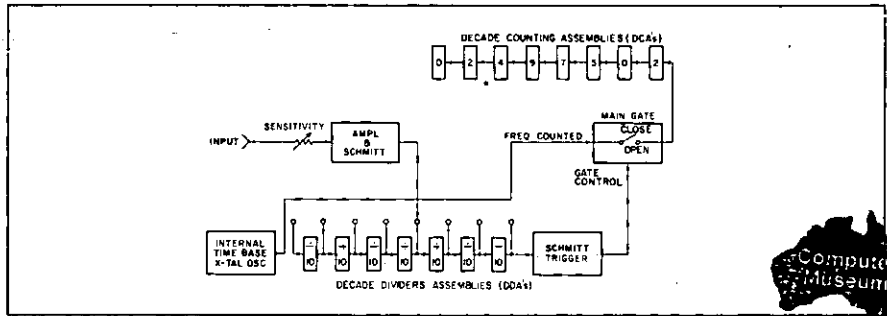 DECADE COUNTING ASSEMBLIES (DCA's)
0 2 4 9 7 5 0 2
MAIN GATE
CLOSE
OPEN
SENSITIVITY
INPUT
AMPL
&
SCHMITT
FREQ COUNTED
GATE
CONTROL
INTERNAL
TIME BASE
X-TAL OSC
÷10 ÷10 ÷10 ÷10 ÷10 ÷10 ÷10
SCHMITT
TRIGGER
DECADE DIVIDERS ASSEMBLIES (DDA's)
Compute
Museum